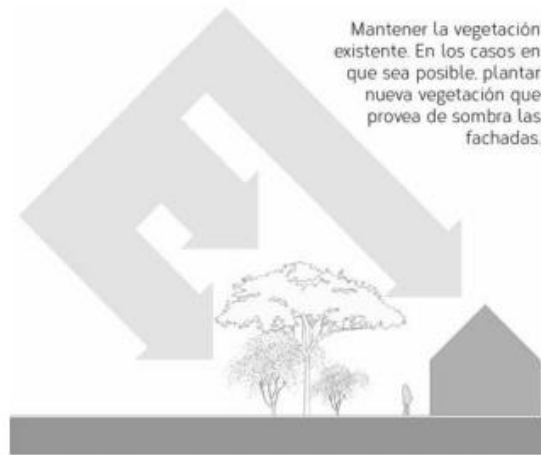 Mantener la vegetación
existente. En los casos en
que sea posible, plantar
nueva vegetación que
provea de sombra las
fachadas.